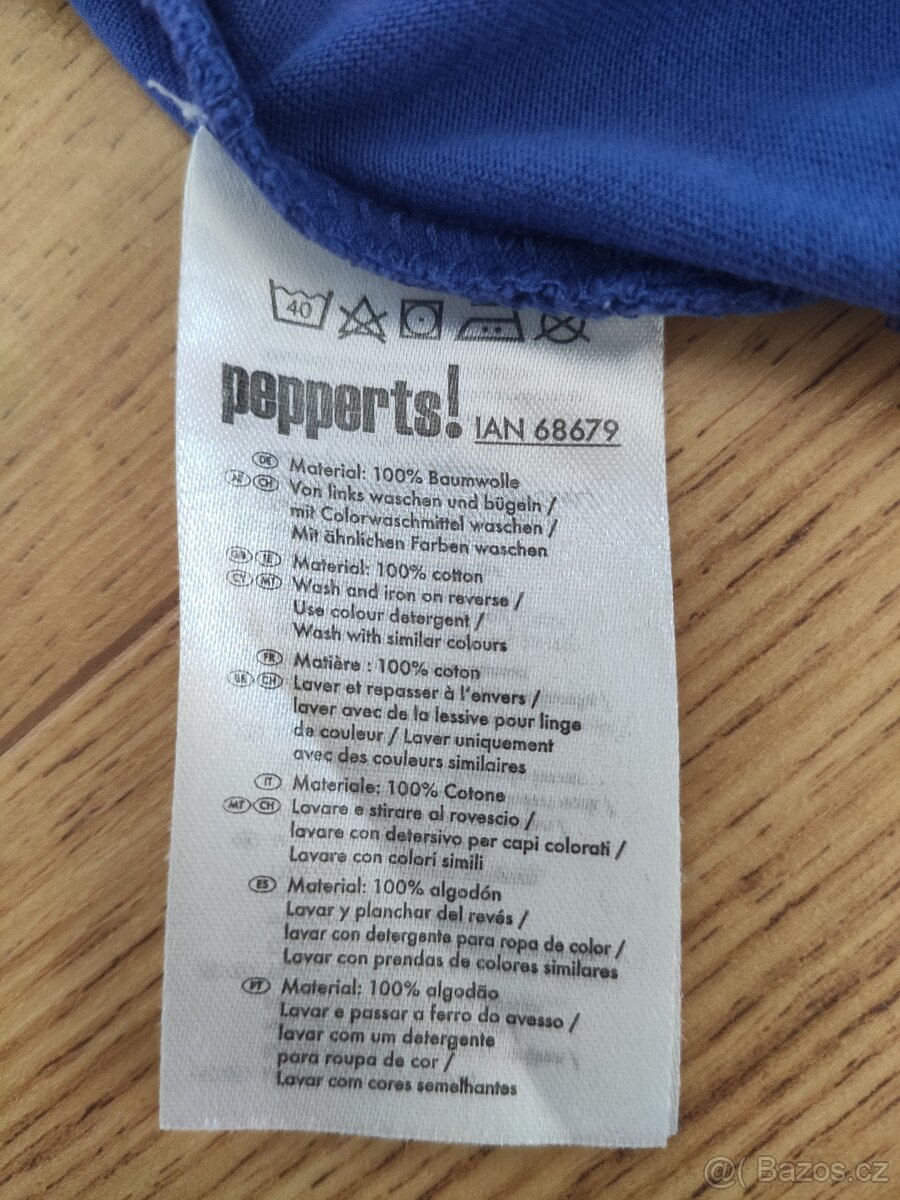 40
pepperts! IAN 68679
DE Material: 100% Baumwolle
AT CH Von links waschen und bügeln /
mit Colorwaschmittel waschen /
Mit ähnlichen Farben waschen
GB IE Material: 100% cotton
CY MT Wash and iron on reverse /
Use colour detergent /
Wash with similar colours
FR Matière : 100% coton
BE CH Laver et repasser à l'envers /
laver avec de la lessive pour linge
de couleur / Laver uniquement
avec des couleurs similaires
IT Materiale: 100% Cotone
MT CH Lavare e stirare al rovescio /
lavare con detersivo per capi colorati /
Lavare con colori simili
ES Material: 100% algodón
Lavar y planchar del revés /
lavar con detergente para ropa de color /
Lavar con prendas de colores similares
PT Material: 100% algodão
Lavar e passar a ferro do avesso /
lavar com um detergente
para roupa de cor /
Lavar com cores semelhantes
@( Bazos.cz